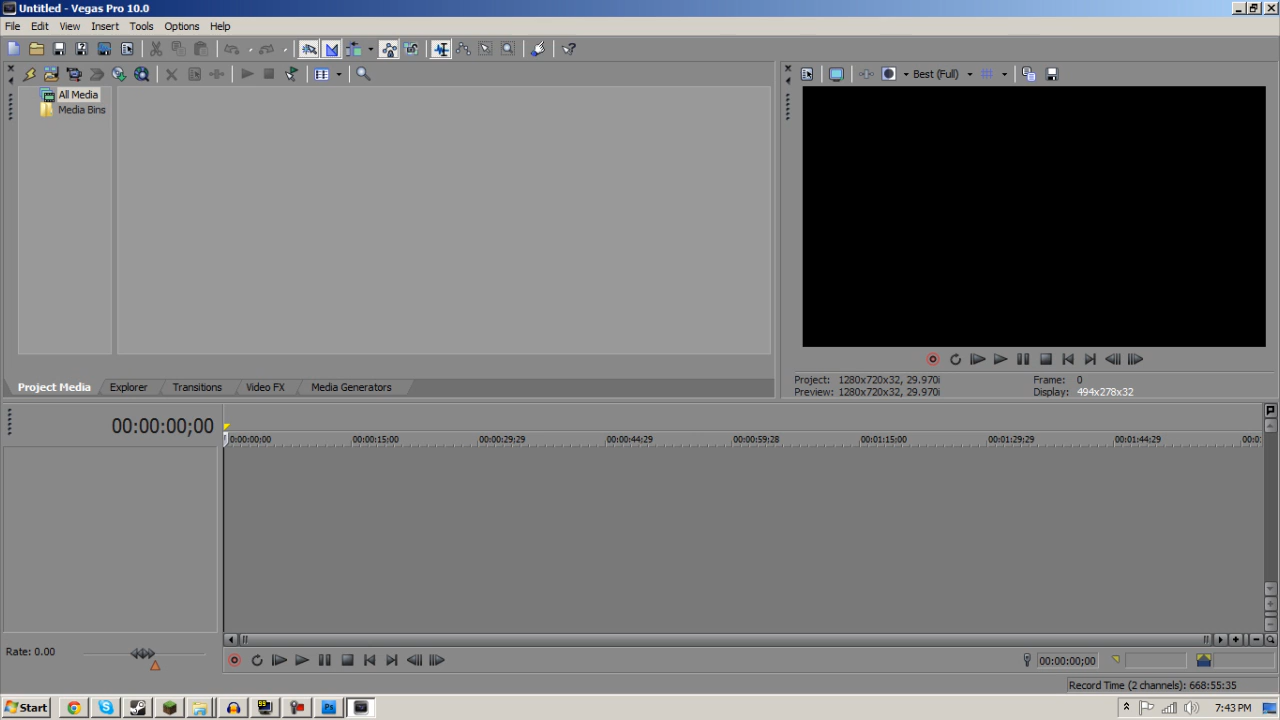 Untitled - Vegas Pro 10.0
File Edit View Insert Tools Options Help
Best (Full)
All Media
Media Bins
Project: 1280x720x32, 29.970i Frame: 0
Preview: 1280x720x32, 29.970i Display: 494x278x32
Project Media Explorer Transitions Video FX Media Generators
00:00:00;00
0:00:00:00 00:00:15:00 00:00:29:29 00:00:44:29 00:00:59:28 00:01:15:00 00:01:29:29 00:01:44:29 00:0
Rate: 0.00
00:00:00;00
Record Time (2 channels): 668:55:35
Start Ps 7:43 PM